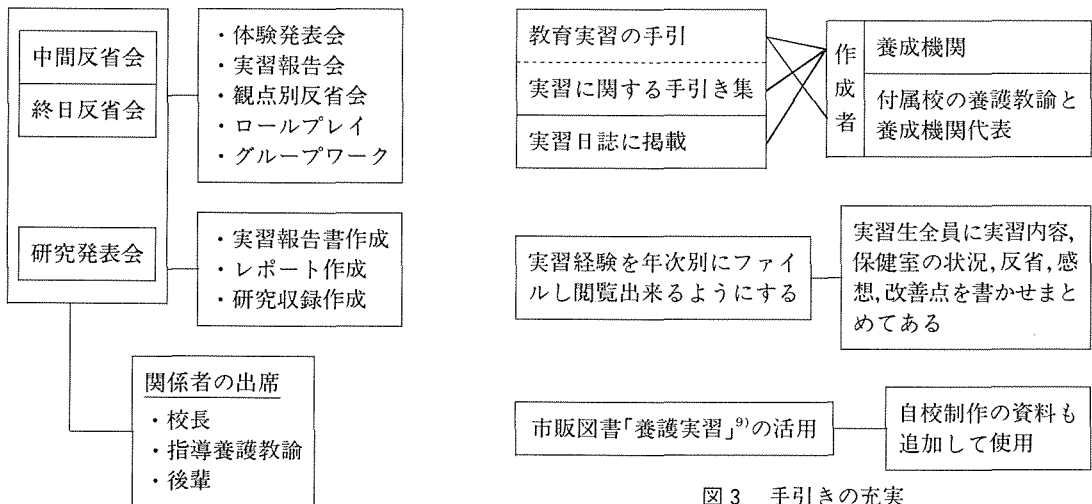 中間反省会
終日反省会
・体験発表会
・実習報告会
・観点別反省会
・ロールプレイ
・グループワーク
研究発表会
・実習報告書作成
・レポート作成
・研究収録作成
関係者の出席
・校長
・指導養護教諭
・後輩
教育実習の手引
実習に関する手引き集
実習日誌に掲載
作成者
養成機関
付属校の養護教諭と
養成機関代表
実習経験を年次別にファイ
ルし閲覧出来るようにする
実習生全員に実習内容,
保健室の状況,反省,感
想,改善点を書かせまと
めてある
市販図書「養護実習」9)の活用
自校制作の資料も
追加して使用
図3 手引きの充実